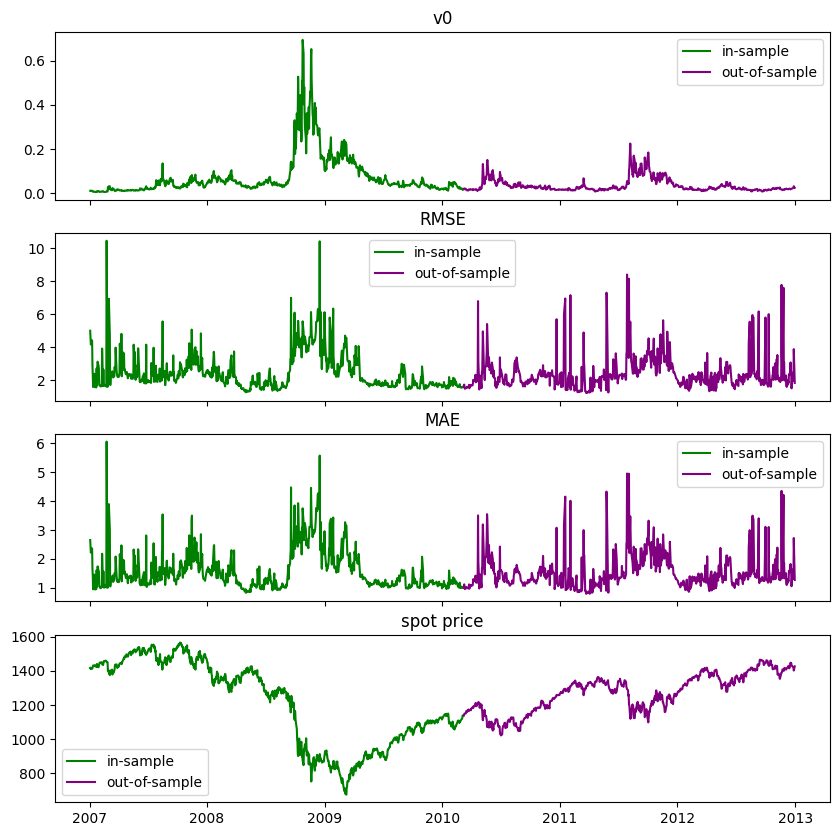 v0
0.6
0.4
0.2
0.0
in-sample
out-of-sample
RMSE
10
8
6
4
2
in-sample
out-of-sample
MAE
6
5
4
3
2
1
in-sample
out-of-sample
spot price
1600
1400
1200
1000
800
in-sample
out-of-sample
2007 2008 2009 2010 2011 2012 2013